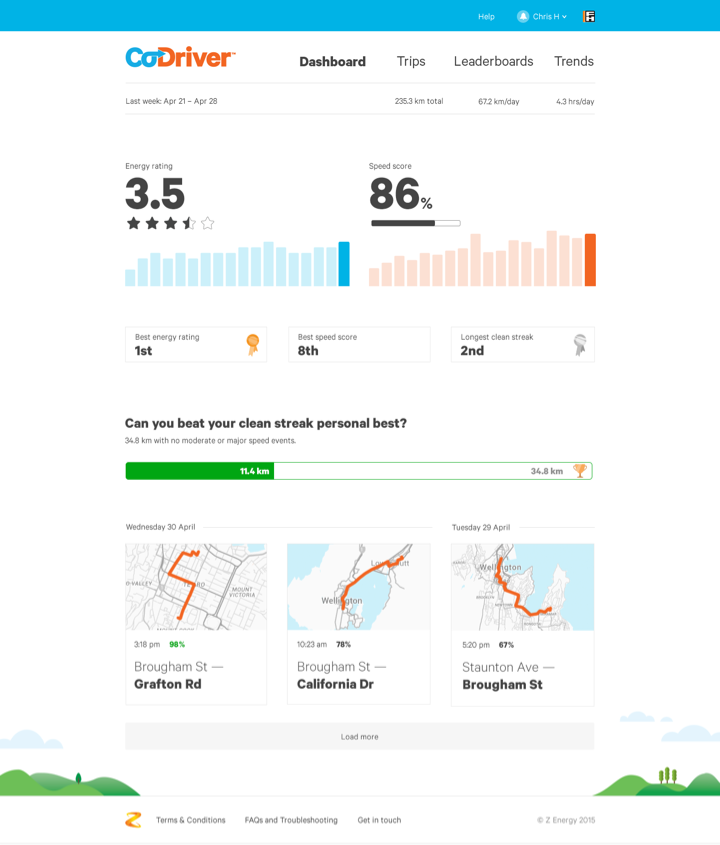 Help
Chris H
CoDriver™
Dashboard
Trips
Leaderboards
Trends
Last week: Apr 21 – Apr 28
235.3 km total
67.2 km/day
4.3 hrs/day
Energy rating
Speed score
3.5
86%
Best energy rating
1st
Best speed score
8th
Longest clean streak
2nd
Can you beat your clean streak personal best?
34.8 km with no moderate or major speed events.
11.4 km
34.8 km
Wednesday 30 April
Tuesday 29 April
MOUNT
VICTORIA
Wellington
Wellington
3:18 pm 98%
Brougham St —
Grafton Rd
10:23 am 78%
Brougham St —
California Dr
5:20 pm 67%
Staunton Ave —
Brougham St
Load more
Terms & Conditions
FAQs and Troubleshooting
Get in touch
© Z Energy 2015